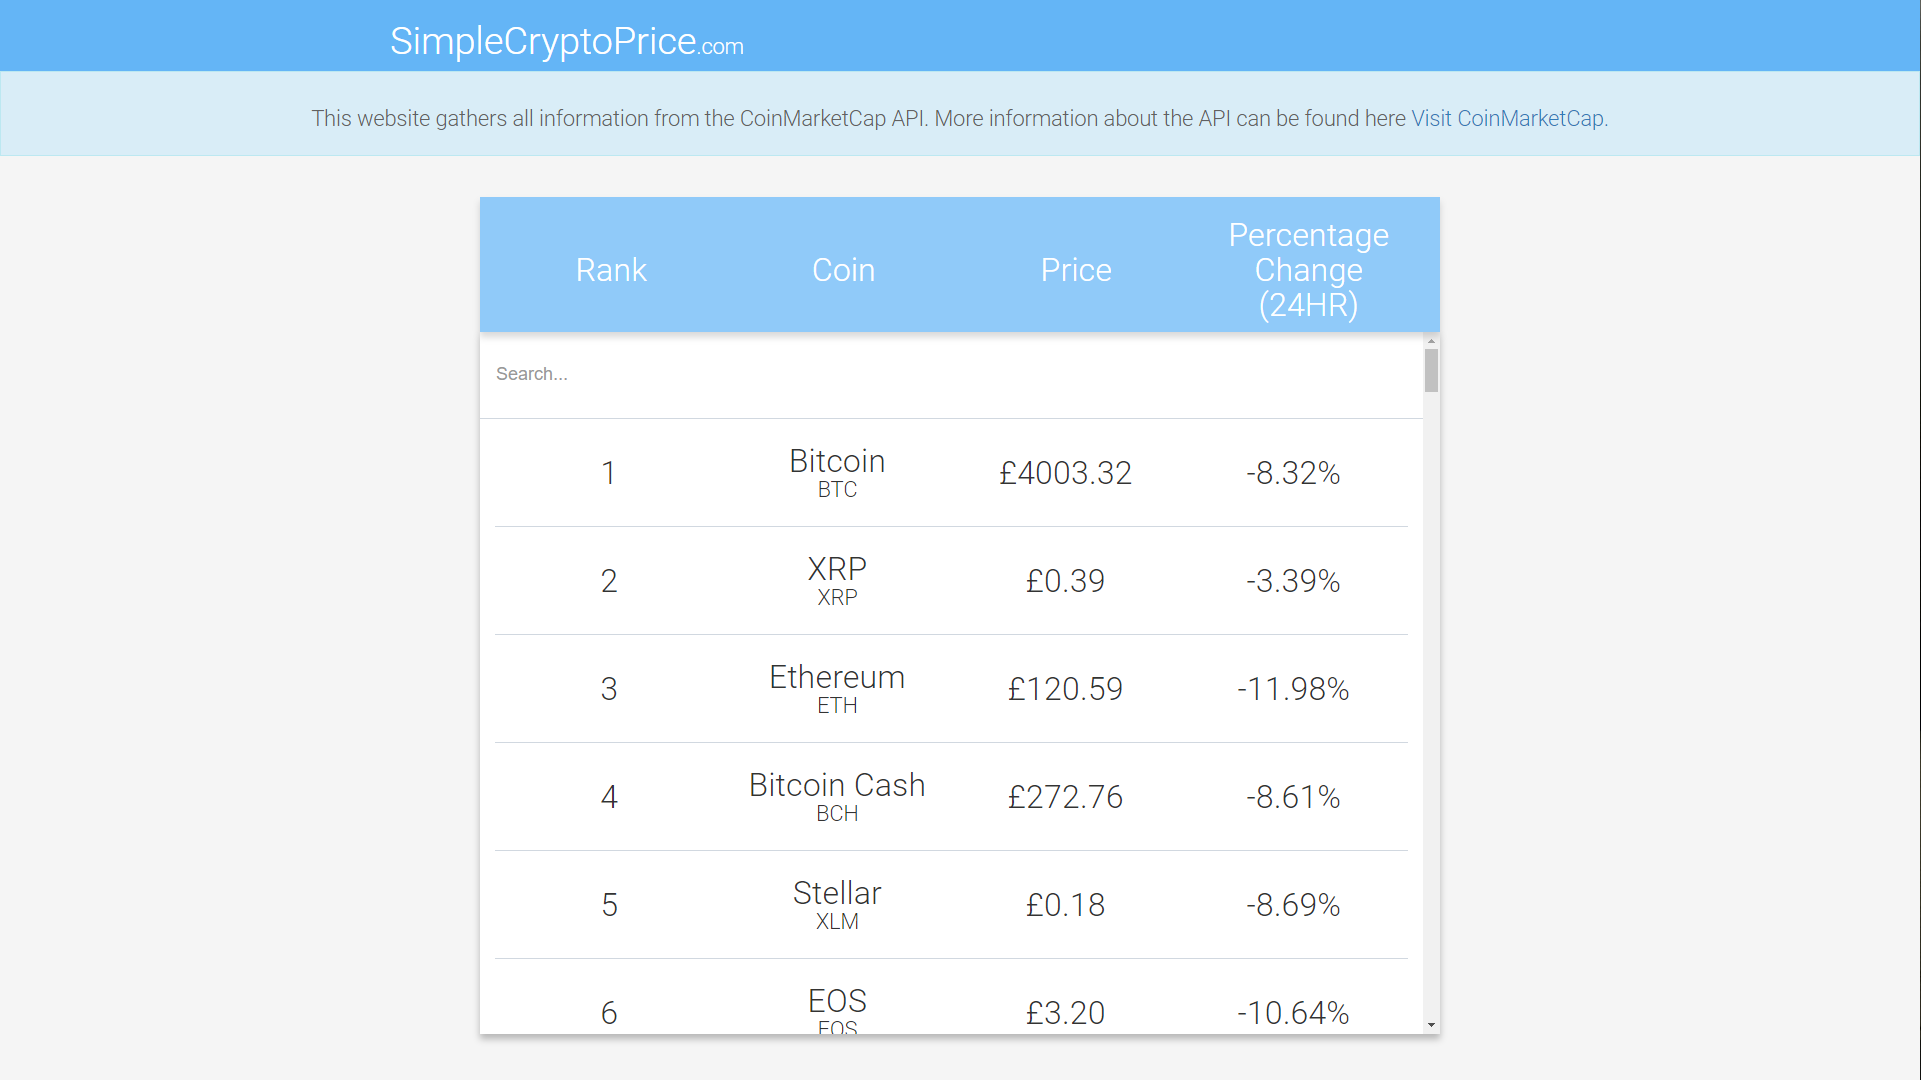 SimpleCryptoPrice.com
This website gathers all information from the CoinMarketCap API. More information about the API can be found here Visit CoinMarketCap.
Rank Coin Price Percentage Change (24HR)
Search...
1 Bitcoin £4003.32 -8.32%
BTC
2 XRP £0.39 -3.39%
XRP
3 Ethereum £120.59 -11.98%
ETH
4 Bitcoin Cash £272.76 -8.61%
BCH
5 Stellar £0.18 -8.69%
XLM
6 EOS £3.20 -10.64%
EOS